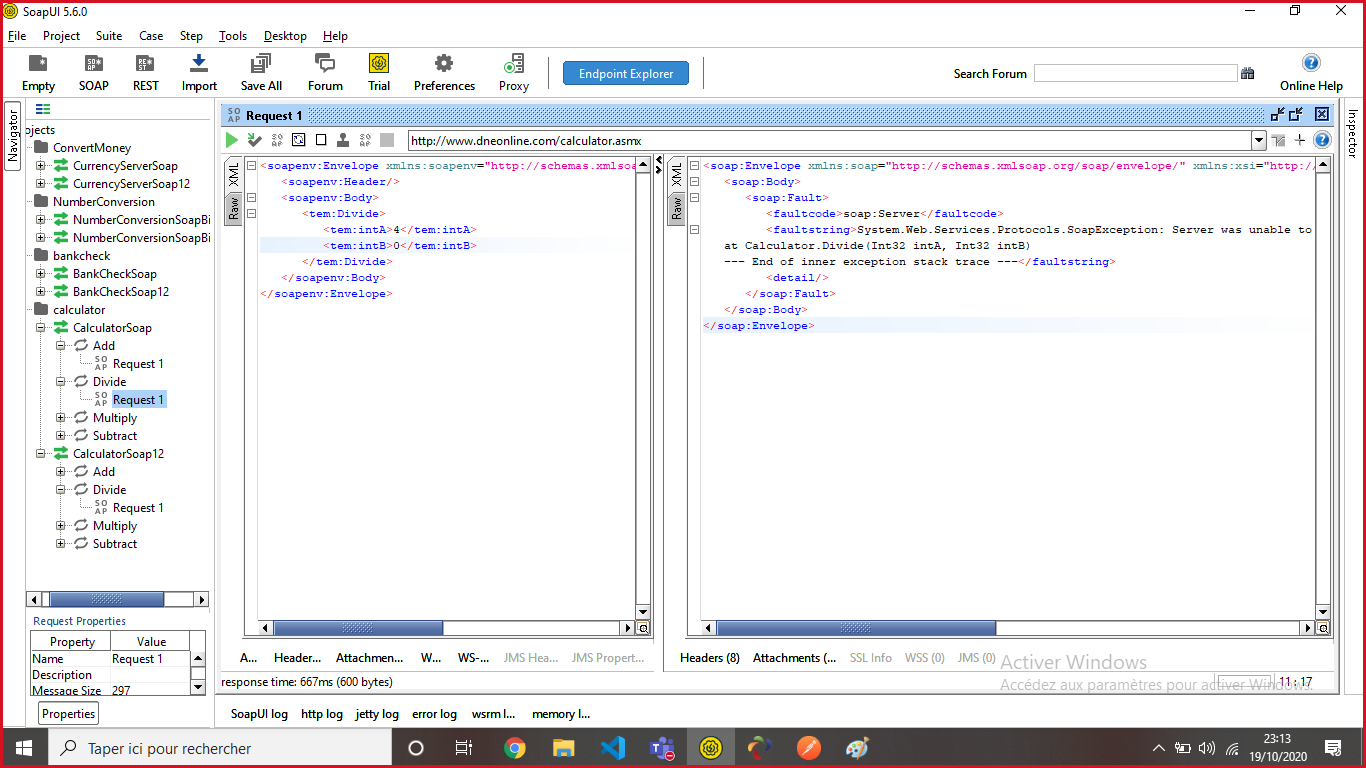 SoapUI 5.6.0
File Project Suite Case Step Tools Desktop Help
Empty SOAP REST Import Save All Forum Trial Preferences Proxy Endpoint Explorer Search Forum Online Help
Navigator
ojects
ConvertMoney
CurrencyServerSoap
CurrencyServerSoap12
NumberConversion
NumberConversionSoapBi
NumberConversionSoapBi
bankcheck
BankCheckSoap
BankCheckSoap12
calculator
CalculatorSoap
Add
Request 1
Divide
Request 1
Multiply
Subtract
CalculatorSoap12
Add
Divide
Request 1
Multiply
Subtract
Request Properties
Property Value
Name Request 1
Description
Message Size 297
Properties
Request 1
http://www.dneonline.com/calculator.asmx
XML
Raw
<soapenv:Envelope xmlns:soapenv="http://schemas.xmlsoa
<soapenv:Header/>
<soapenv:Body>
<tem:Divide>
<tem:intA>4</tem:intA>
<tem:intB>0</tem:intB>
</tem:Divide>
</soapenv:Body>
</soapenv:Envelope>
A... Header... Attachmen... W... WS-... JMS Hea... JMS Propert...
XML
Raw
<soap:Envelope xmlns:soap="http://schemas.xmlsoap.org/soap/envelope/" xmlns:xsi="http://
<soap:Body>
<soap:Fault>
<faultcode>soap:Server</faultcode>
<faultstring>System.Web.Services.Protocols.SoapException: Server was unable to
at Calculator.Divide(Int32 intA, Int32 intB)
--- End of inner exception stack trace ---</faultstring>
<detail/>
</soap:Fault>
</soap:Body>
</soap:Envelope>
Headers (8) Attachments (... SSL Info WSS (0) JMS (0)
Inspector
Activer Windows
Accédez aux paramètres pour activer Windows.
response time: 667ms (600 bytes)
11 : 17
SoapUI log http log jetty log error log wsrm l... memory l...
Taper ici pour rechercher
23:13
19/10/2020